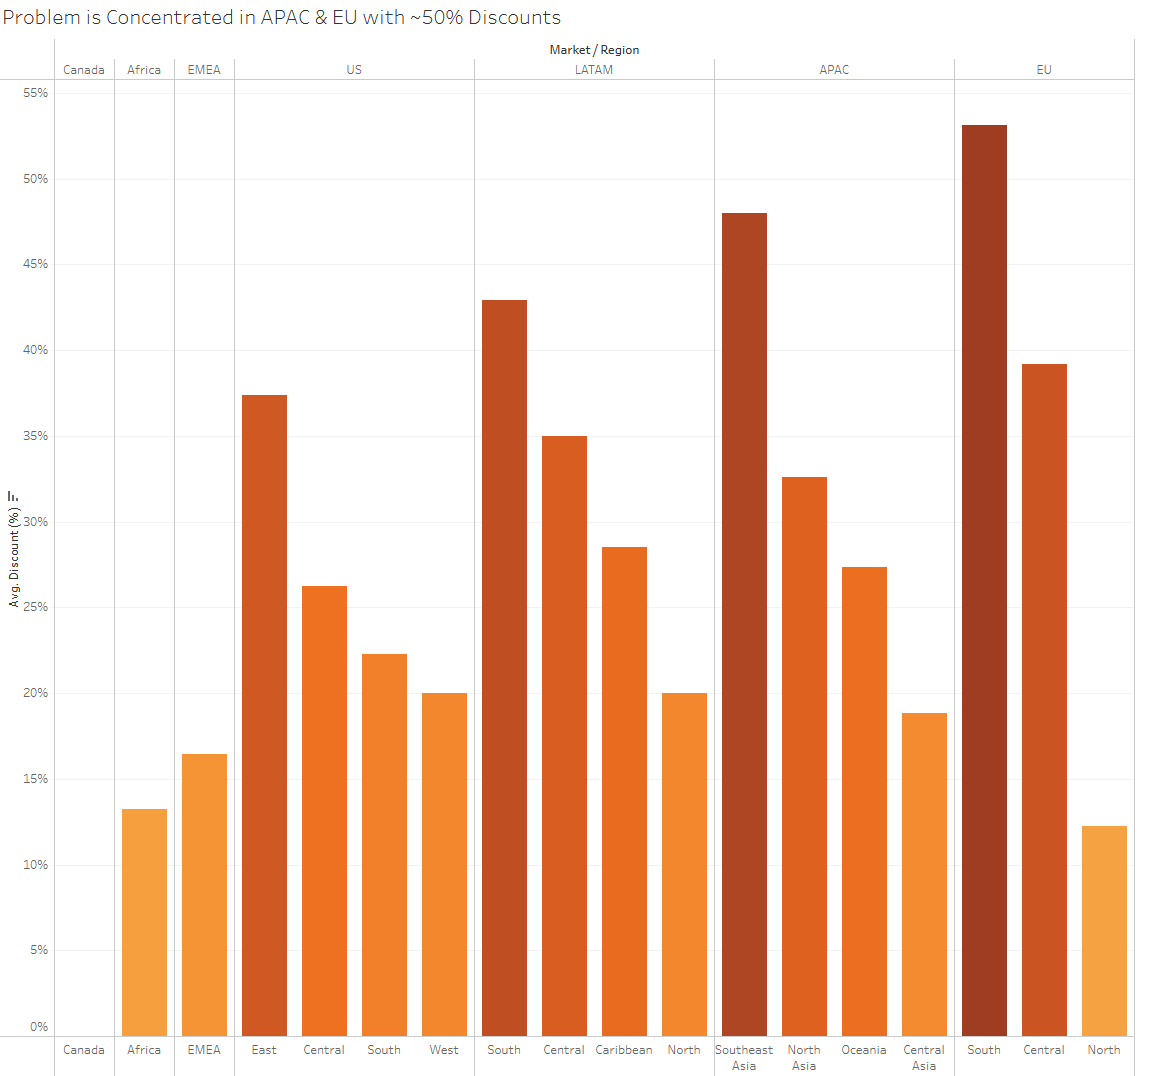 Problem is Concentrated in APAC & EU with ~50% Discounts
Market / Region
Canada Africa EMEA US LATAM APAC EU
55%
50%
45%
40%
35%
30%
25%
20%
15%
10%
5%
0%
Avg. Discount (%)
Canada Africa EMEA East Central South West South Central Caribbean North Southeast North Oceania Central South Central North
Asia Asia Asia